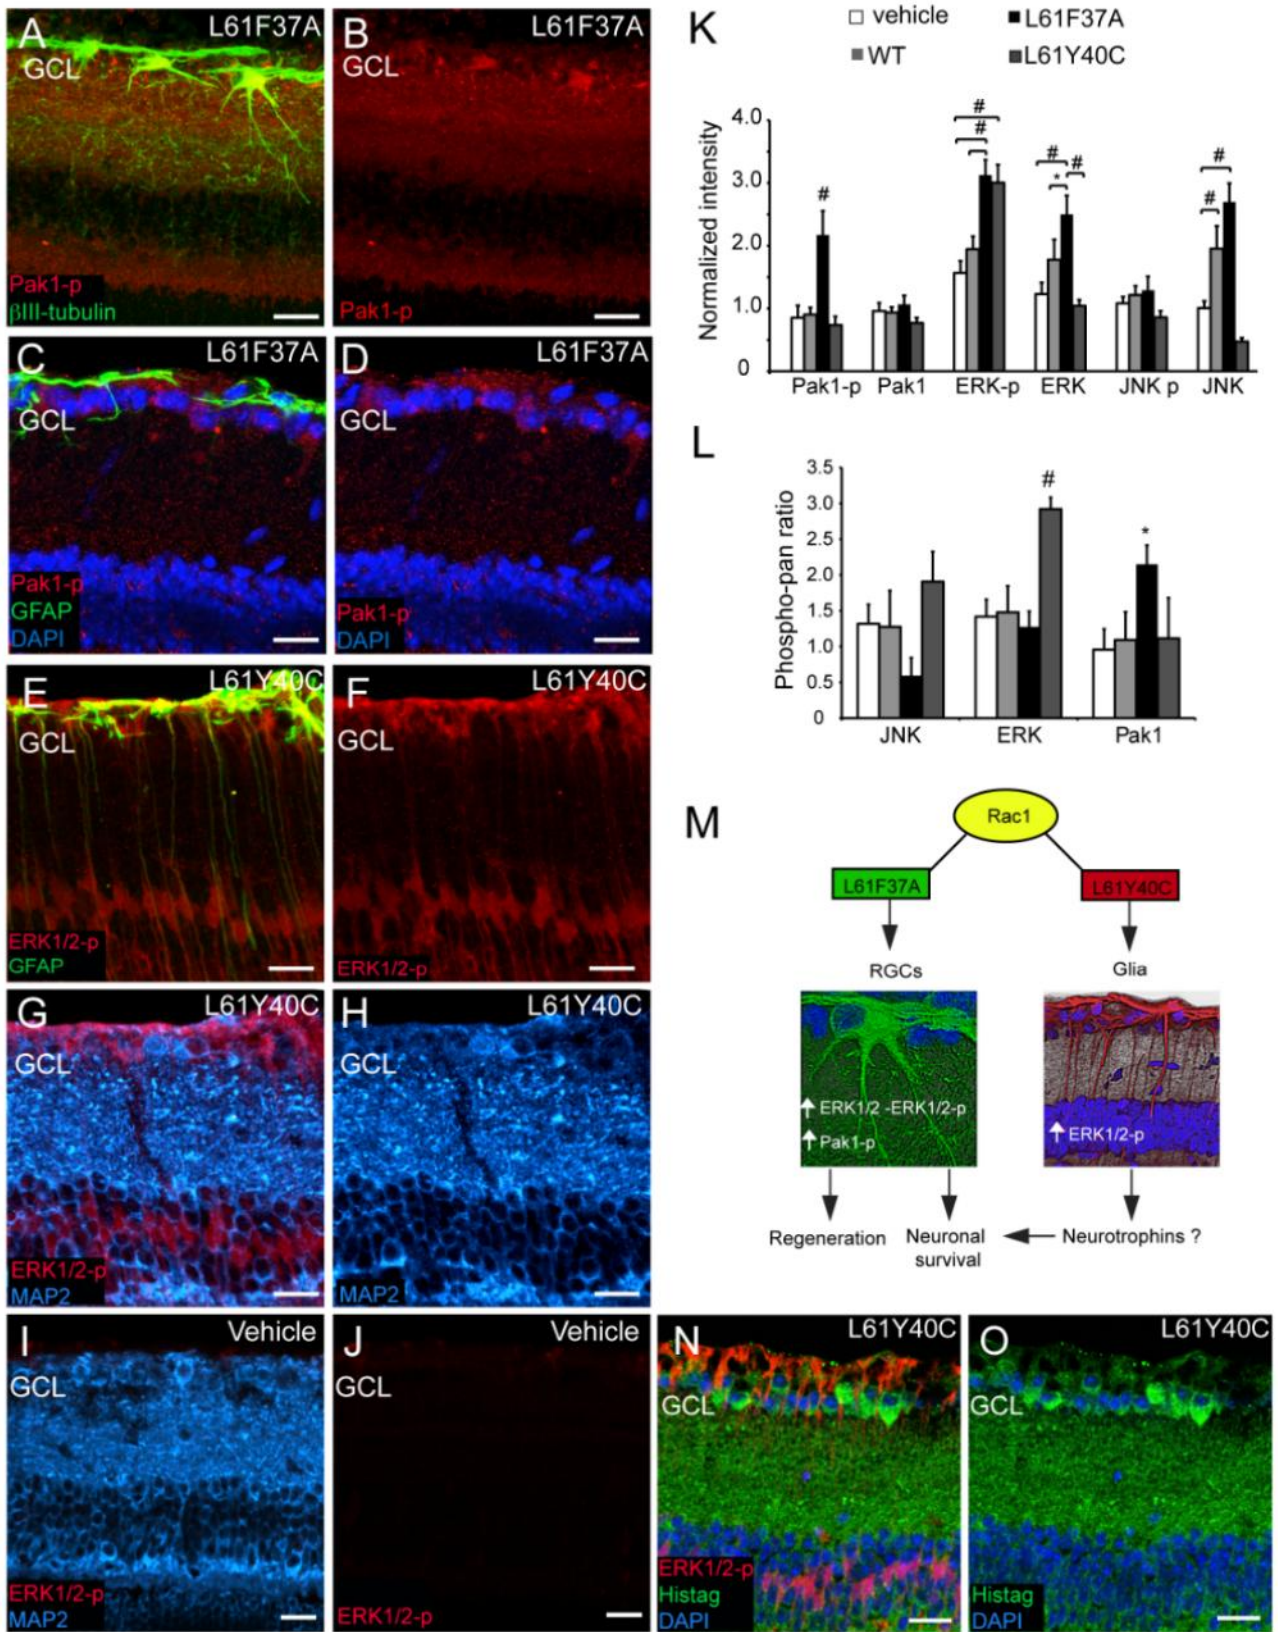 A
L61F37A
GCL
Pak1-p
βIII-tubulin
B
L61F37A
GCL
Pak1-p
C
L61F37A
GCL
Pak1-p
GFAP
DAPI
D
L61F37A
GCL
Pak1-p
DAPI
E
L61Y40C
GCL
ERK1/2-p
GFAP
F
L61Y40C
GCL
ERK1/2-p
G
L61Y40C
GCL
ERK1/2-p
MAP2
H
L61Y40C
GCL
MAP2
I
Vehicle
GCL
ERK1/2-p
MAP2
J
Vehicle
GCL
ERK1/2-p
K
vehicle
L61F37A
WT
L61Y40C
Normalized intensity
4.0
3.0
2.0
1.0
0
#
#
#
#
*
#
#
#
Pak1-p Pak1 ERK-p ERK JNK p JNK
L
Phospho-pan ratio
3.5
3.0
2.5
2.0
1.5
1.0
0.5
0
#
*
JNK ERK Pak1
M
Rac1
L61F37A
L61Y40C
RGCs
Glia
ERK1/2 -ERK1/2-p
Pak1-p
ERK1/2-p
Regeneration
Neuronal
survival
Neurotrophins ?
N
L61Y40C
GCL
ERK1/2-p
Histag
DAPI
O
L61Y40C
GCL
Histag
DAPI